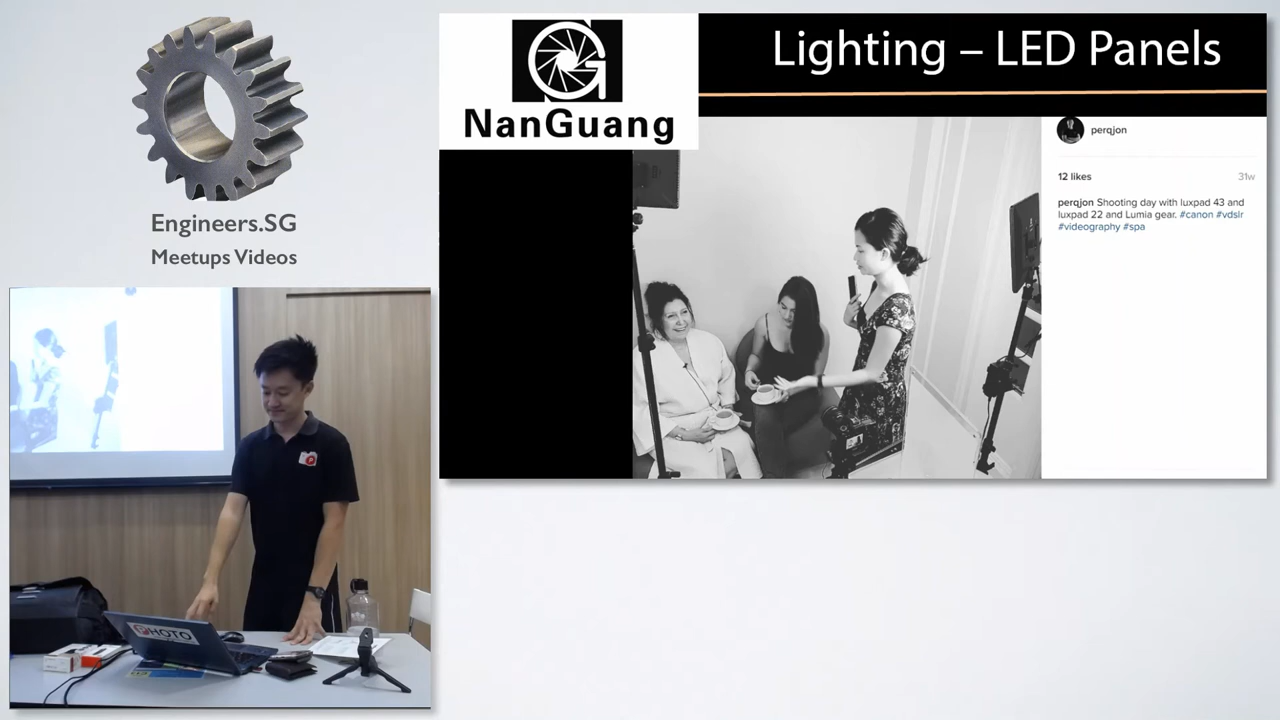 Engineers.SG
Meetups Videos
NanGuang
Lighting – LED Panels
perqjon
12 likes
31w
perqjon Shooting day with luxpad 43 and
luxpad 22 and Lumia gear. #canon #vdslr
#videography #spa
PHOTO